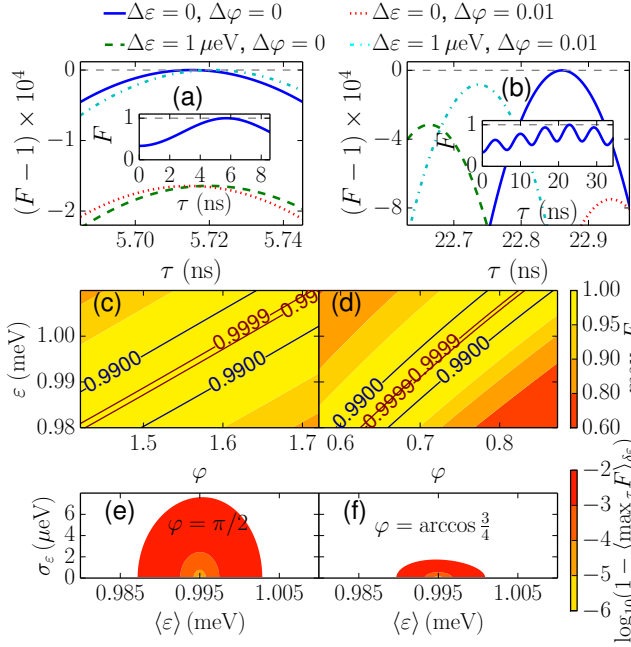 Δε = 0, Δφ = 0
Δε = 0, Δφ = 0.01
Δε = 1 μeV, Δφ = 0
Δε = 1 μeV, Δφ = 0.01
(F − 1) × 10⁴
0
−1
−2
(a)
F
1
0
0 2 4 6 8
τ (ns)
5.70 5.72 5.74
τ (ns)
(F − 1) × 10⁴
0
−4
−8
(b)
F
1
0
0 10 20 30
τ (ns)
22.7 22.8 22.9
τ (ns)
ε (meV)
1.00
0.99
0.98
(c)
0.9900
0.9999
0.9900
1.5 1.6 1.7
φ
(d)
0.9900
0.9999
0.9999
0.9900
0.6 0.7 0.8
φ
1.00
0.95
0.90
0.80
0.60
σε (μeV)
6
4
2
0
(e)
φ = π/2
0.985 0.995 1.005
⟨ε⟩ (meV)
(f)
φ = arccos 3/4
0.985 0.995 1.005
⟨ε⟩ (meV)
−2
−3
−4
−5
−6
log₁₀(1 − ⟨maxτ F⟩δε)